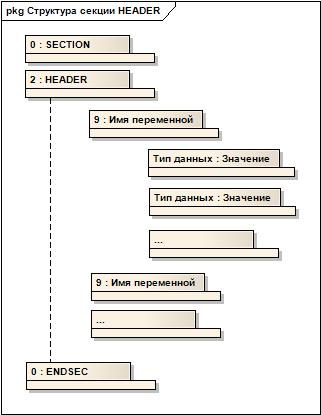 pkg Структура секции HEADER
0 : SECTION
2 : HEADER
9 : Имя переменной
Тип данных : Значение
Тип данных : Значение
...
9 : Имя переменной
...
0 : ENDSEC